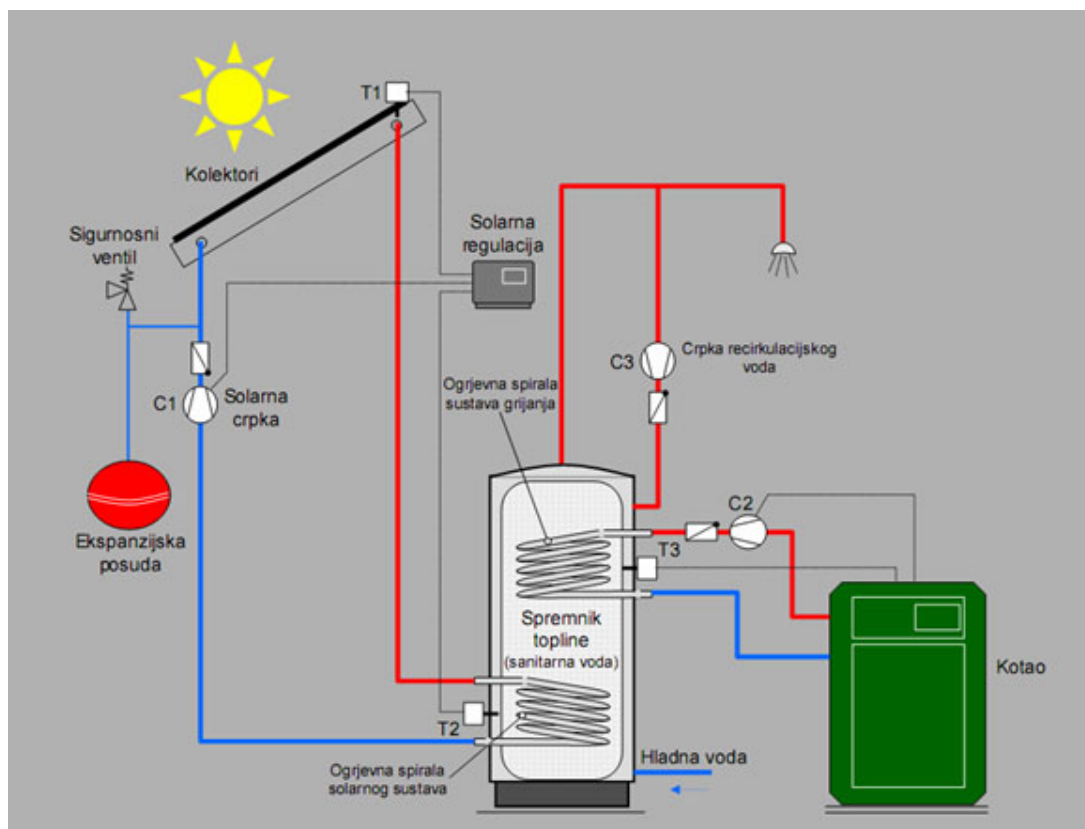 T1
Kolektori
Sigurnosni
ventil
Solarna
regulacija
C3
Crpka recirkulacijskog
voda
Ogrjevna spirala
sustava grijanja
C1
Solarna
crpka
C2
T3
Ekspanzijska
posuda
Spremnik
topline
(sanitarna voda)
Kotao
T2
Hladna voda
Ogrjevna spirala
solarnog sustava